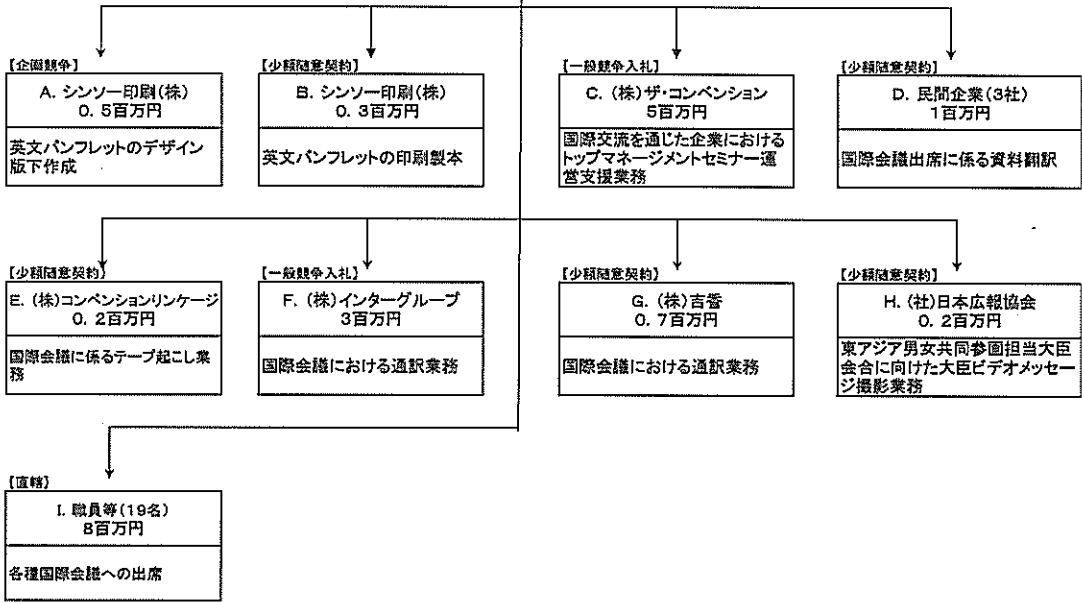 【企画競争】
A. シンソー印刷(株)
0. 5百万円
英文パンフレットのデザイン
版下作成
【少額随意契約】
B. シンソー印刷(株)
0. 3百万円
英文パンフレットの印刷製本
【一般競争入札】
C. (株)ザ・コンベンション
5百万円
国際交流を通じた企業における
トップマネージメントセミナー運
営支援業務
【少額随意契約】
D. 民間企業(3社)
1百万円
国際会議出席に係る資料翻訳
【少額随意契約】
E. (株)コンベンションリンケージ
0. 2百万円
国際会議に係るテープ起こし業
務
【一般競争入札】
F. (株)インターグループ
3百万円
国際会議における通訳業務
【少額随意契約】
G. (株)吉香
0. 7百万円
国際会議における通訳業務
【少額随意契約】
H. (社)日本広報協会
0. 2百万円
東アジア男女共同参画担当大臣
会合に向けた大臣ビデオメッセー
ジ撮影業務
【直轄】
I. 職員等(19名)
8百万円
各種国際会議への出席